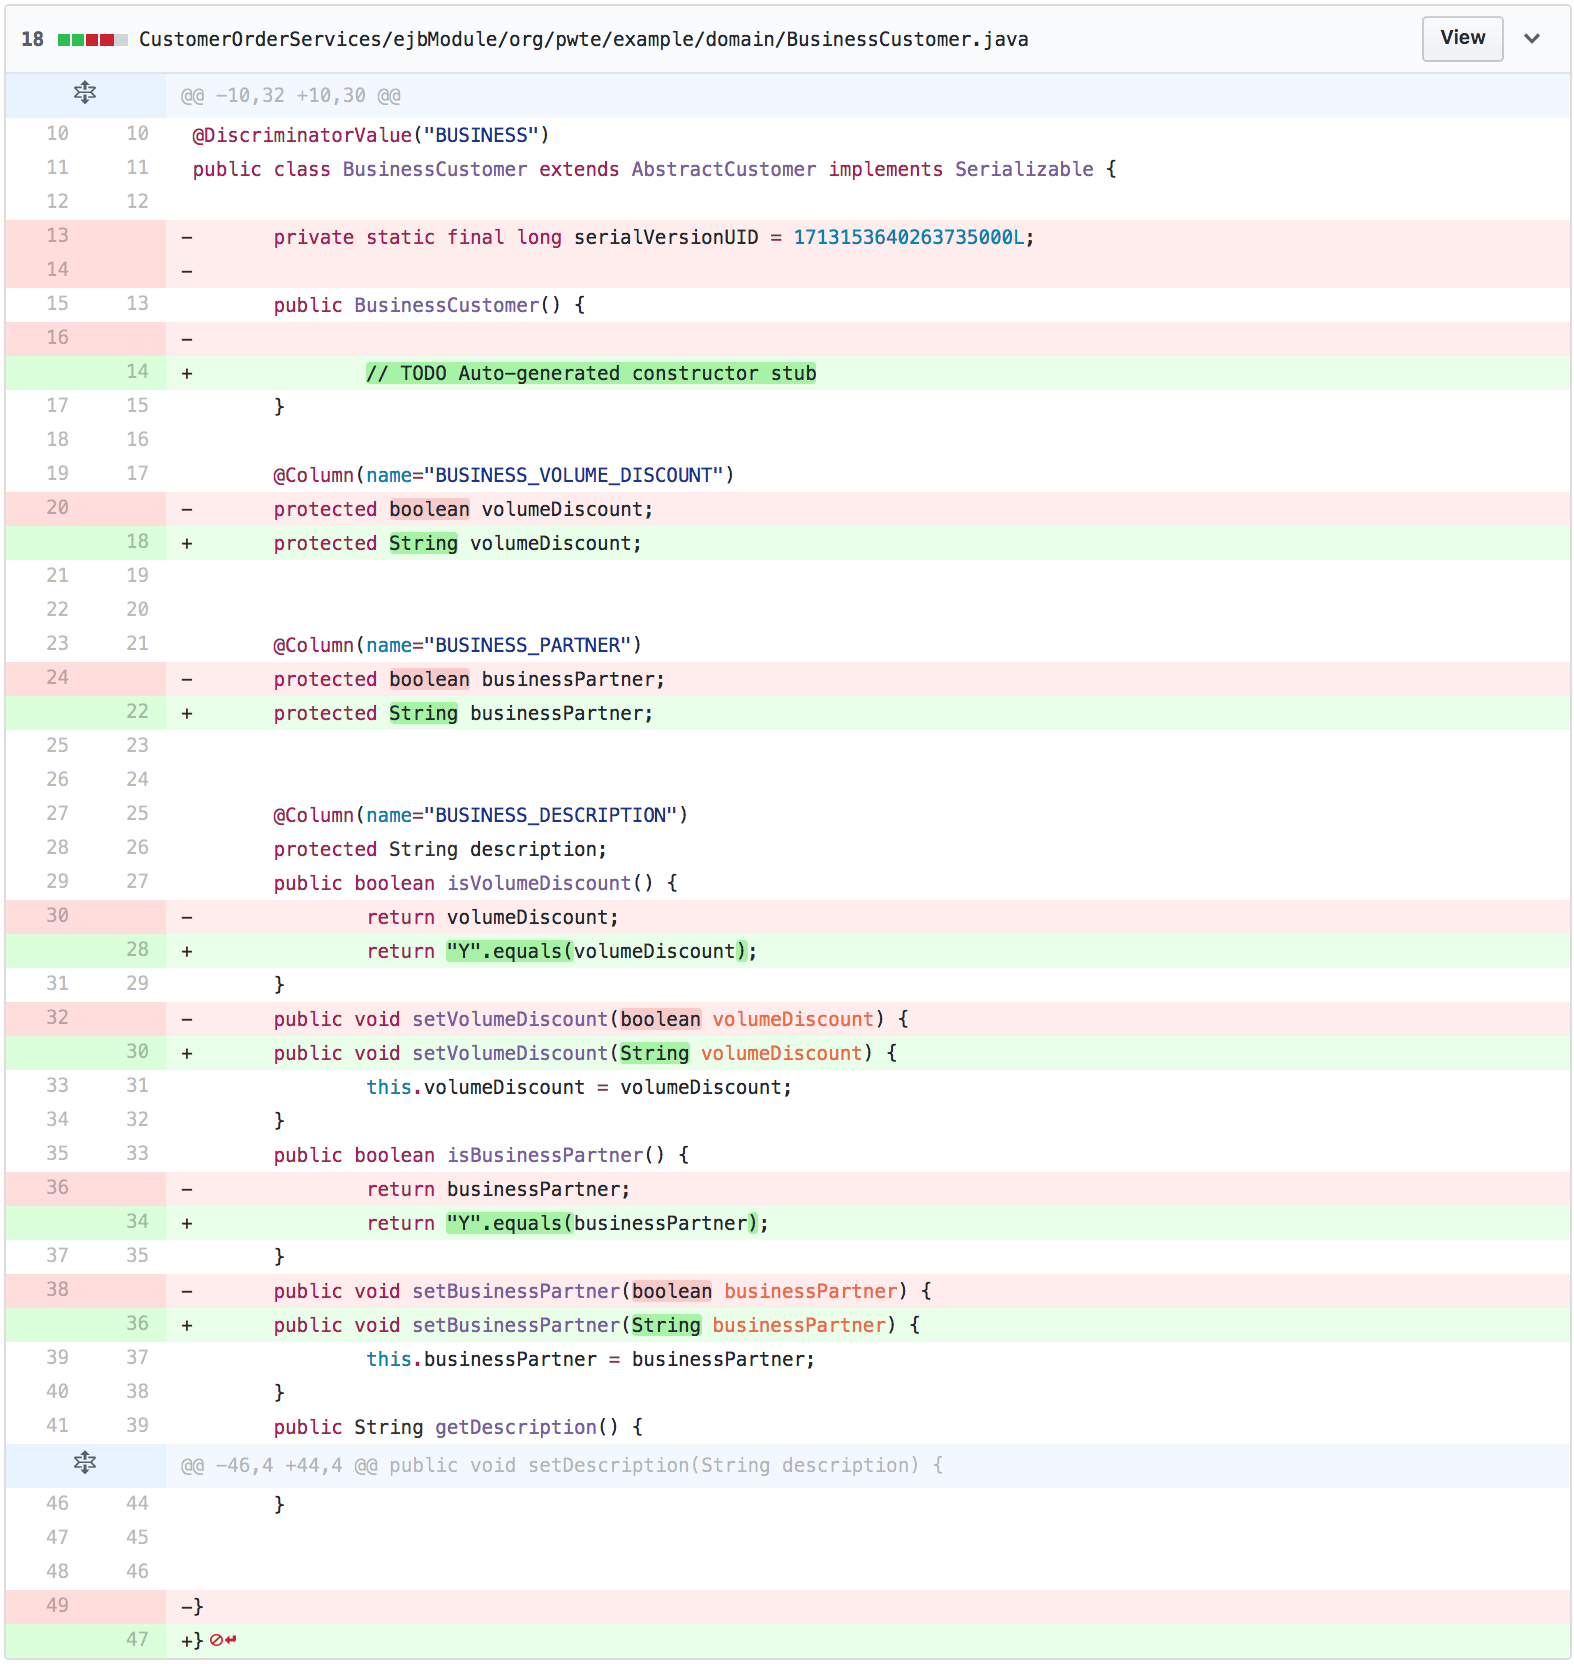 18 CustomerOrderServices/ejbModule/org/pwte/example/domain/BusinessCustomer.java View
@@ -10,32 +10,30 @@
10 10 @DiscriminatorValue("BUSINESS")
11 11 public class BusinessCustomer extends AbstractCustomer implements Serializable {
12 12
13 - private static final long serialVersionUID = 1713153640263735000L;
14 -
15 13 public BusinessCustomer() {
16 -
14 + // TODO Auto-generated constructor stub
17 15 }
18 16
19 17 @Column(name="BUSINESS_VOLUME_DISCOUNT")
20 - protected boolean volumeDiscount;
18 + protected String volumeDiscount;
21 19
22 20
23 21 @Column(name="BUSINESS_PARTNER")
24 - protected boolean businessPartner;
22 + protected String businessPartner;
25 23
26 24
27 25 @Column(name="BUSINESS_DESCRIPTION")
28 26 protected String description;
29 27 public boolean isVolumeDiscount() {
30 - return volumeDiscount;
28 + return "Y".equals(volumeDiscount);
31 29 }
32 - public void setVolumeDiscount(boolean volumeDiscount) {
30 + public void setVolumeDiscount(String volumeDiscount) {
33 31 this.volumeDiscount = volumeDiscount;
34 32 }
35 33 public boolean isBusinessPartner() {
36 - return businessPartner;
34 + return "Y".equals(businessPartner);
37 35 }
38 - public void setBusinessPartner(boolean businessPartner) {
36 + public void setBusinessPartner(String businessPartner) {
39 37 this.businessPartner = businessPartner;
40 38 }
41 39 public String getDescription() {
@@ -46,4 +44,4 @@ public void setDescription(String description) {
46 44 }
47 45
48 46
49 -}
47 +}